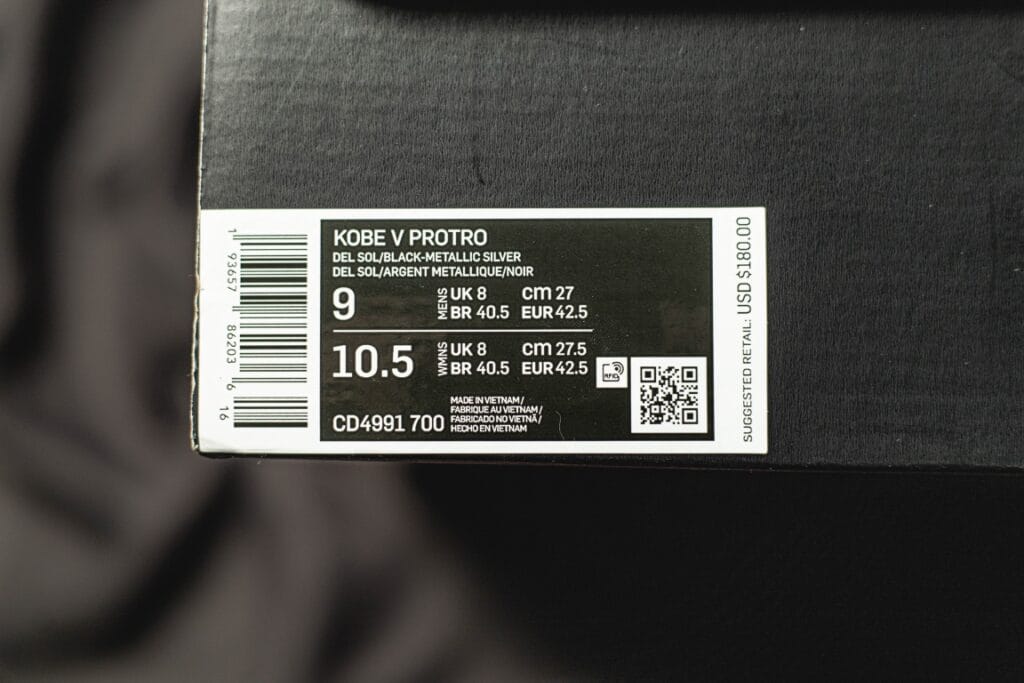 KOBE V PROTRO
DEL SOL/BLACK-METALLIC SILVER
DEL SOL/ARGENT METALLIQUE/NOIR
9 MENS UK 8 cm 27
BR 40.5 EUR 42.5
10.5 WMNS UK 8 cm 27.5
BR 40.5 EUR 42.5
RFID
CD4991 700
MADE IN VIETNAM/
FABRIQUE AU VIETNAM/
FABRICADO NO VIETNÃ/
HECHO EN VIETNAM
1 93657 86203 6 16
SUGGESTED RETAIL: USD $180.00